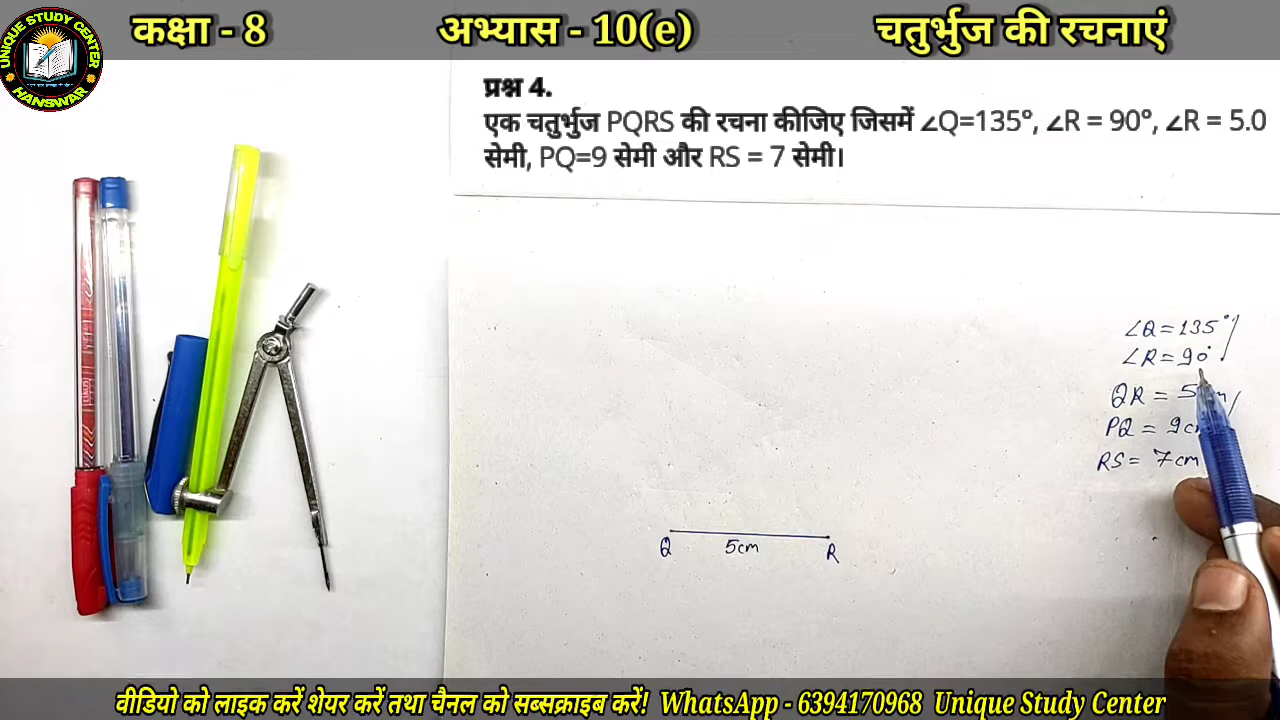 UNIQUE STUDY CENTER
HANSWAR
कक्षा - 8
अभ्यास - 10(e)
चतुर्भुज की रचनाएं
प्रश्न 4.
एक चतुर्भुज PQRS की रचना कीजिए जिसमें ∠Q=135°, ∠R = 90°, ∠R = 5.0
सेमी, PQ=9 सेमी और RS = 7 सेमी।
∠Q=135°
∠R=90°
QR = 5
PQ = 9c
RS = 7cm
Q 5cm R
वीडियो को लाइक करें शेयर करें तथा चैनल को सब्सक्राइब करें! WhatsApp - 6394170968 Unique Study Center